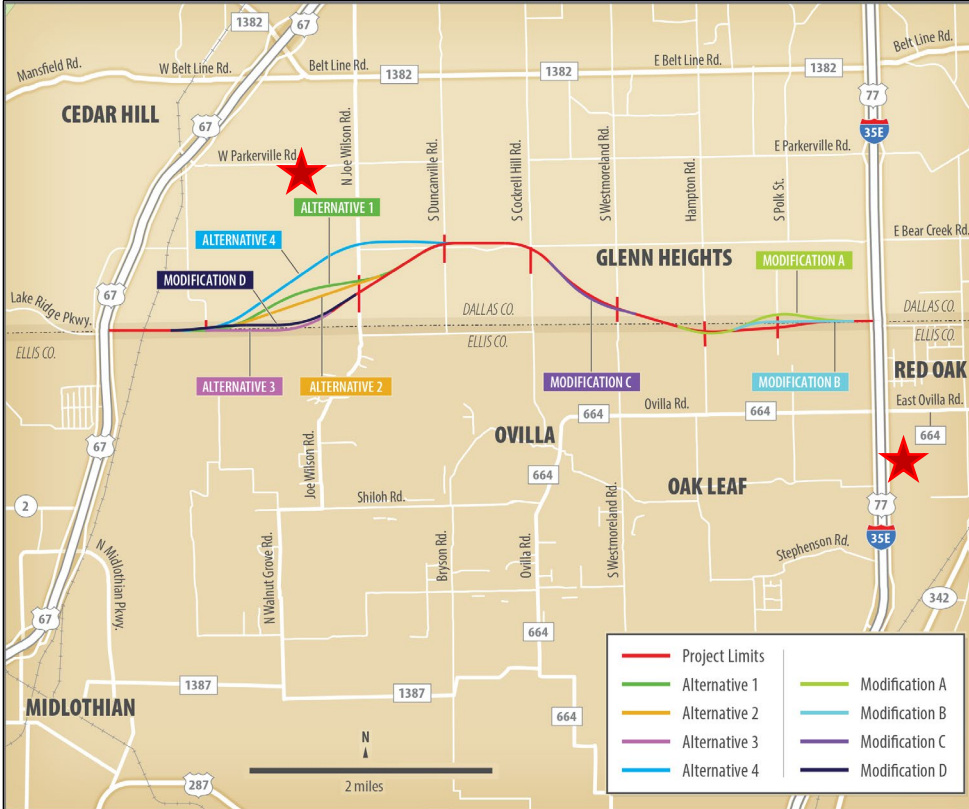 1382
67
Belt Line Rd.
Mansfield Rd.
W Belt Line Rd.
Belt Line Rd.
1382
1382
E Belt Line Rd.
1382
77
CEDAR HILL
67
35E
W Parkerville Rd.
N Joe Wilson Rd.
S Duncanville Rd.
S Cockrell Hill Rd.
S Westmoreland Rd.
Hampton Rd.
S Polk St.
E Parkerville Rd.
ALTERNATIVE 1
ALTERNATIVE 4
E Bear Creek Rd.
GLENN HEIGHTS
MODIFICATION A
MODIFICATION D
67
Lake Ridge Pkwy.
DALLAS CO.
DALLAS CO.
ELLIS CO.
ELLIS CO.
ELLIS CO.
ALTERNATIVE 3
ALTERNATIVE 2
MODIFICATION C
MODIFICATION B
RED OAK
East Ovilla Rd.
664
Ovilla Rd.
664
664
OVILLA
67
Joe Wilson Rd.
664
OAK LEAF
2
Shiloh Rd.
77
35E
N Midlothian Pkwy.
N Walnut Grove Rd.
Bryson Rd.
Ovilla Rd.
S Westmoreland Rd.
Stephenson Rd.
342
67
664
1387
1387
664
MIDLOTHIAN
N
2 miles
287
Project Limits
Alternative 1
Modification A
Alternative 2
Modification B
Alternative 3
Modification C
Alternative 4
Modification D